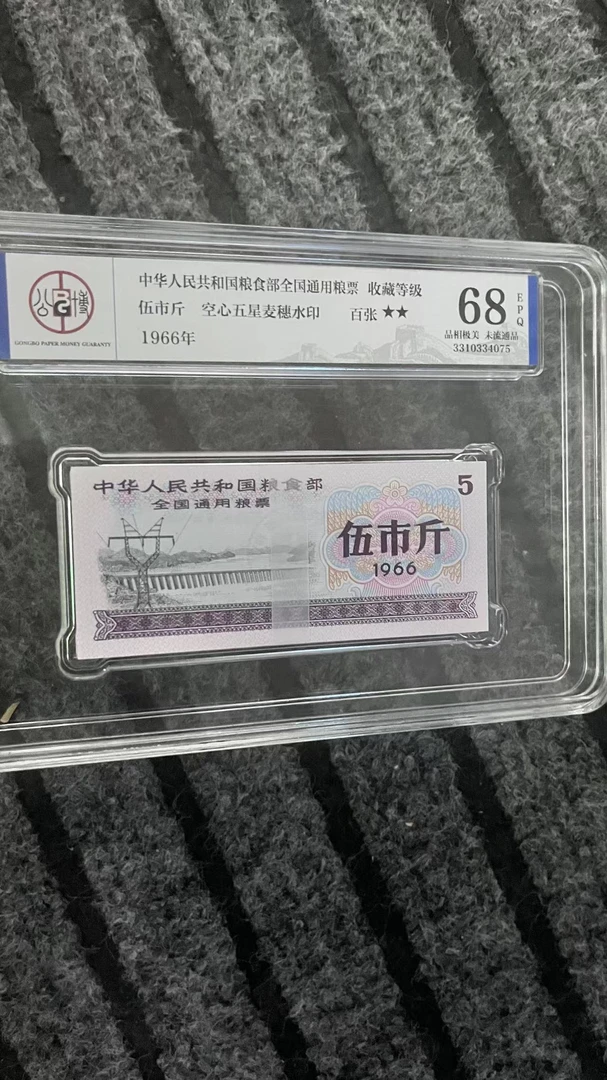 公博
BG
GONGBO PAPER MONEY GUARANTY
中华人民共和国粮食部全国通用粮票 收藏等级
伍市斤 空心五星麦穗水印 百张 ★★
1966年
68
EPQ
品相极美 未流通品
3310334075
中华人民共和国粮食部
全国通用粮票
5
伍市斤
1966